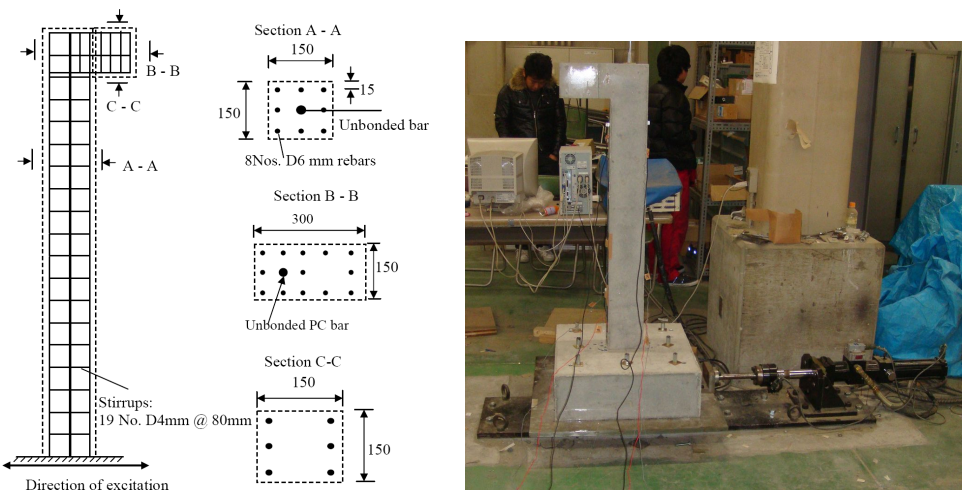 B - B
C - C
A - A
Stirrups:
19 No. D4mm @ 80mm
Direction of excitation
Section A - A
150
150
15
Unbonded bar
8Nos. D6 mm rebars
Section B - B
300
150
Unbonded PC bar
Section C-C
150
150